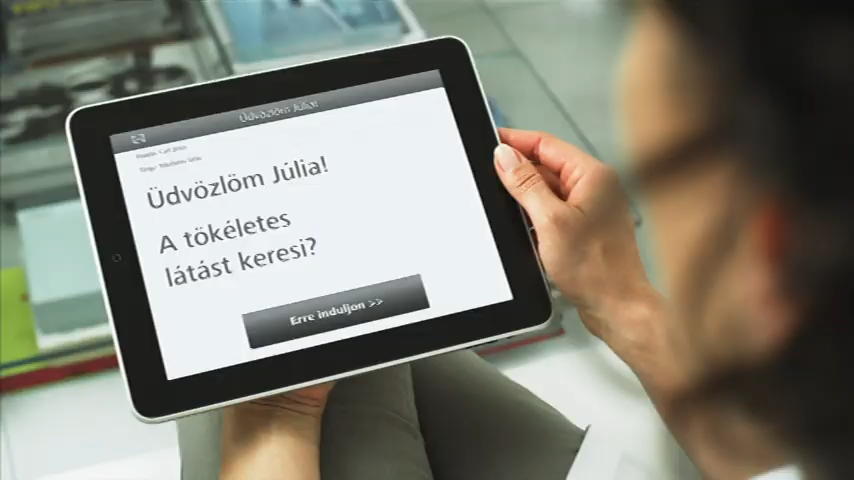 Üdvözlöm Júlia!
Üdvözlöm Júlia!
A tökéletes
látást keresi?
Erre induljon >>